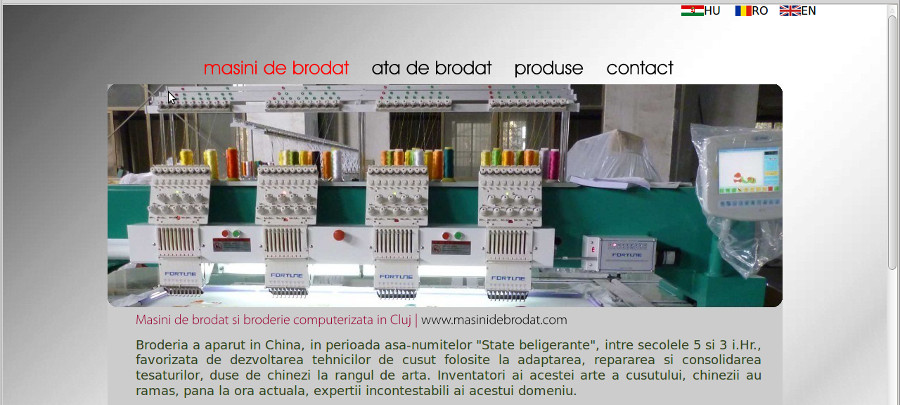 HU RO EN
masini de brodat ata de brodat produse contact
FORTUNE FORTUNE FORTUNE FORTUNE
FORTUNE
Masini de brodat si broderie computerizata in Cluj | www.masinidebrodat.com
Broderia a aparut in China, in perioada asa-numitelor "State beligerante", intre secolele 5 si 3 i.Hr.,
favorizata de dezvoltarea tehnicilor de cusut folosite la adaptarea, repararea si consolidarea
tesaturilor, duse de chinezi la rangul de arta. Inventatori ai acestei arte a cusutului, chinezii au
ramas, pana la ora actuala, expertii incontestabili ai acestui domeniu.